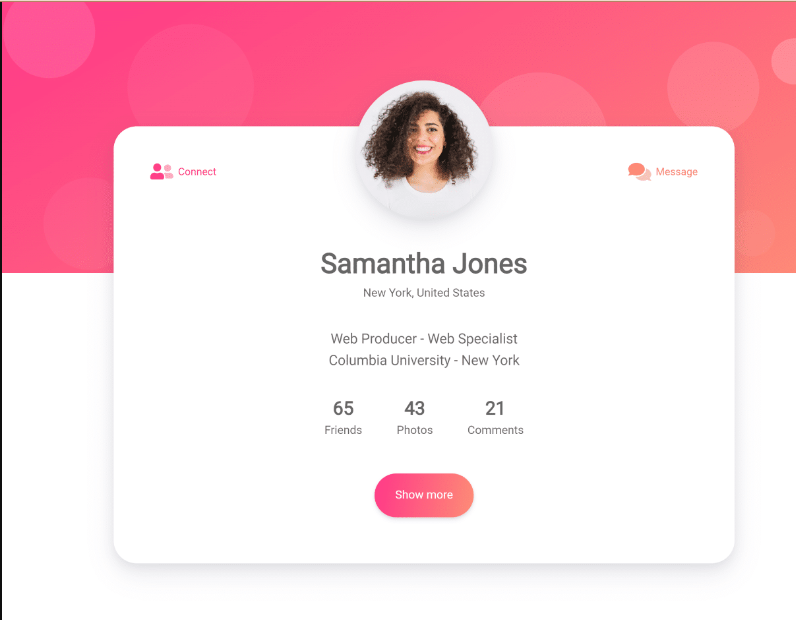 Connect
Message
Samantha Jones
New York, United States
Web Producer - Web Specialist
Columbia University - New York
65 43 21
Friends Photos Comments
Show more